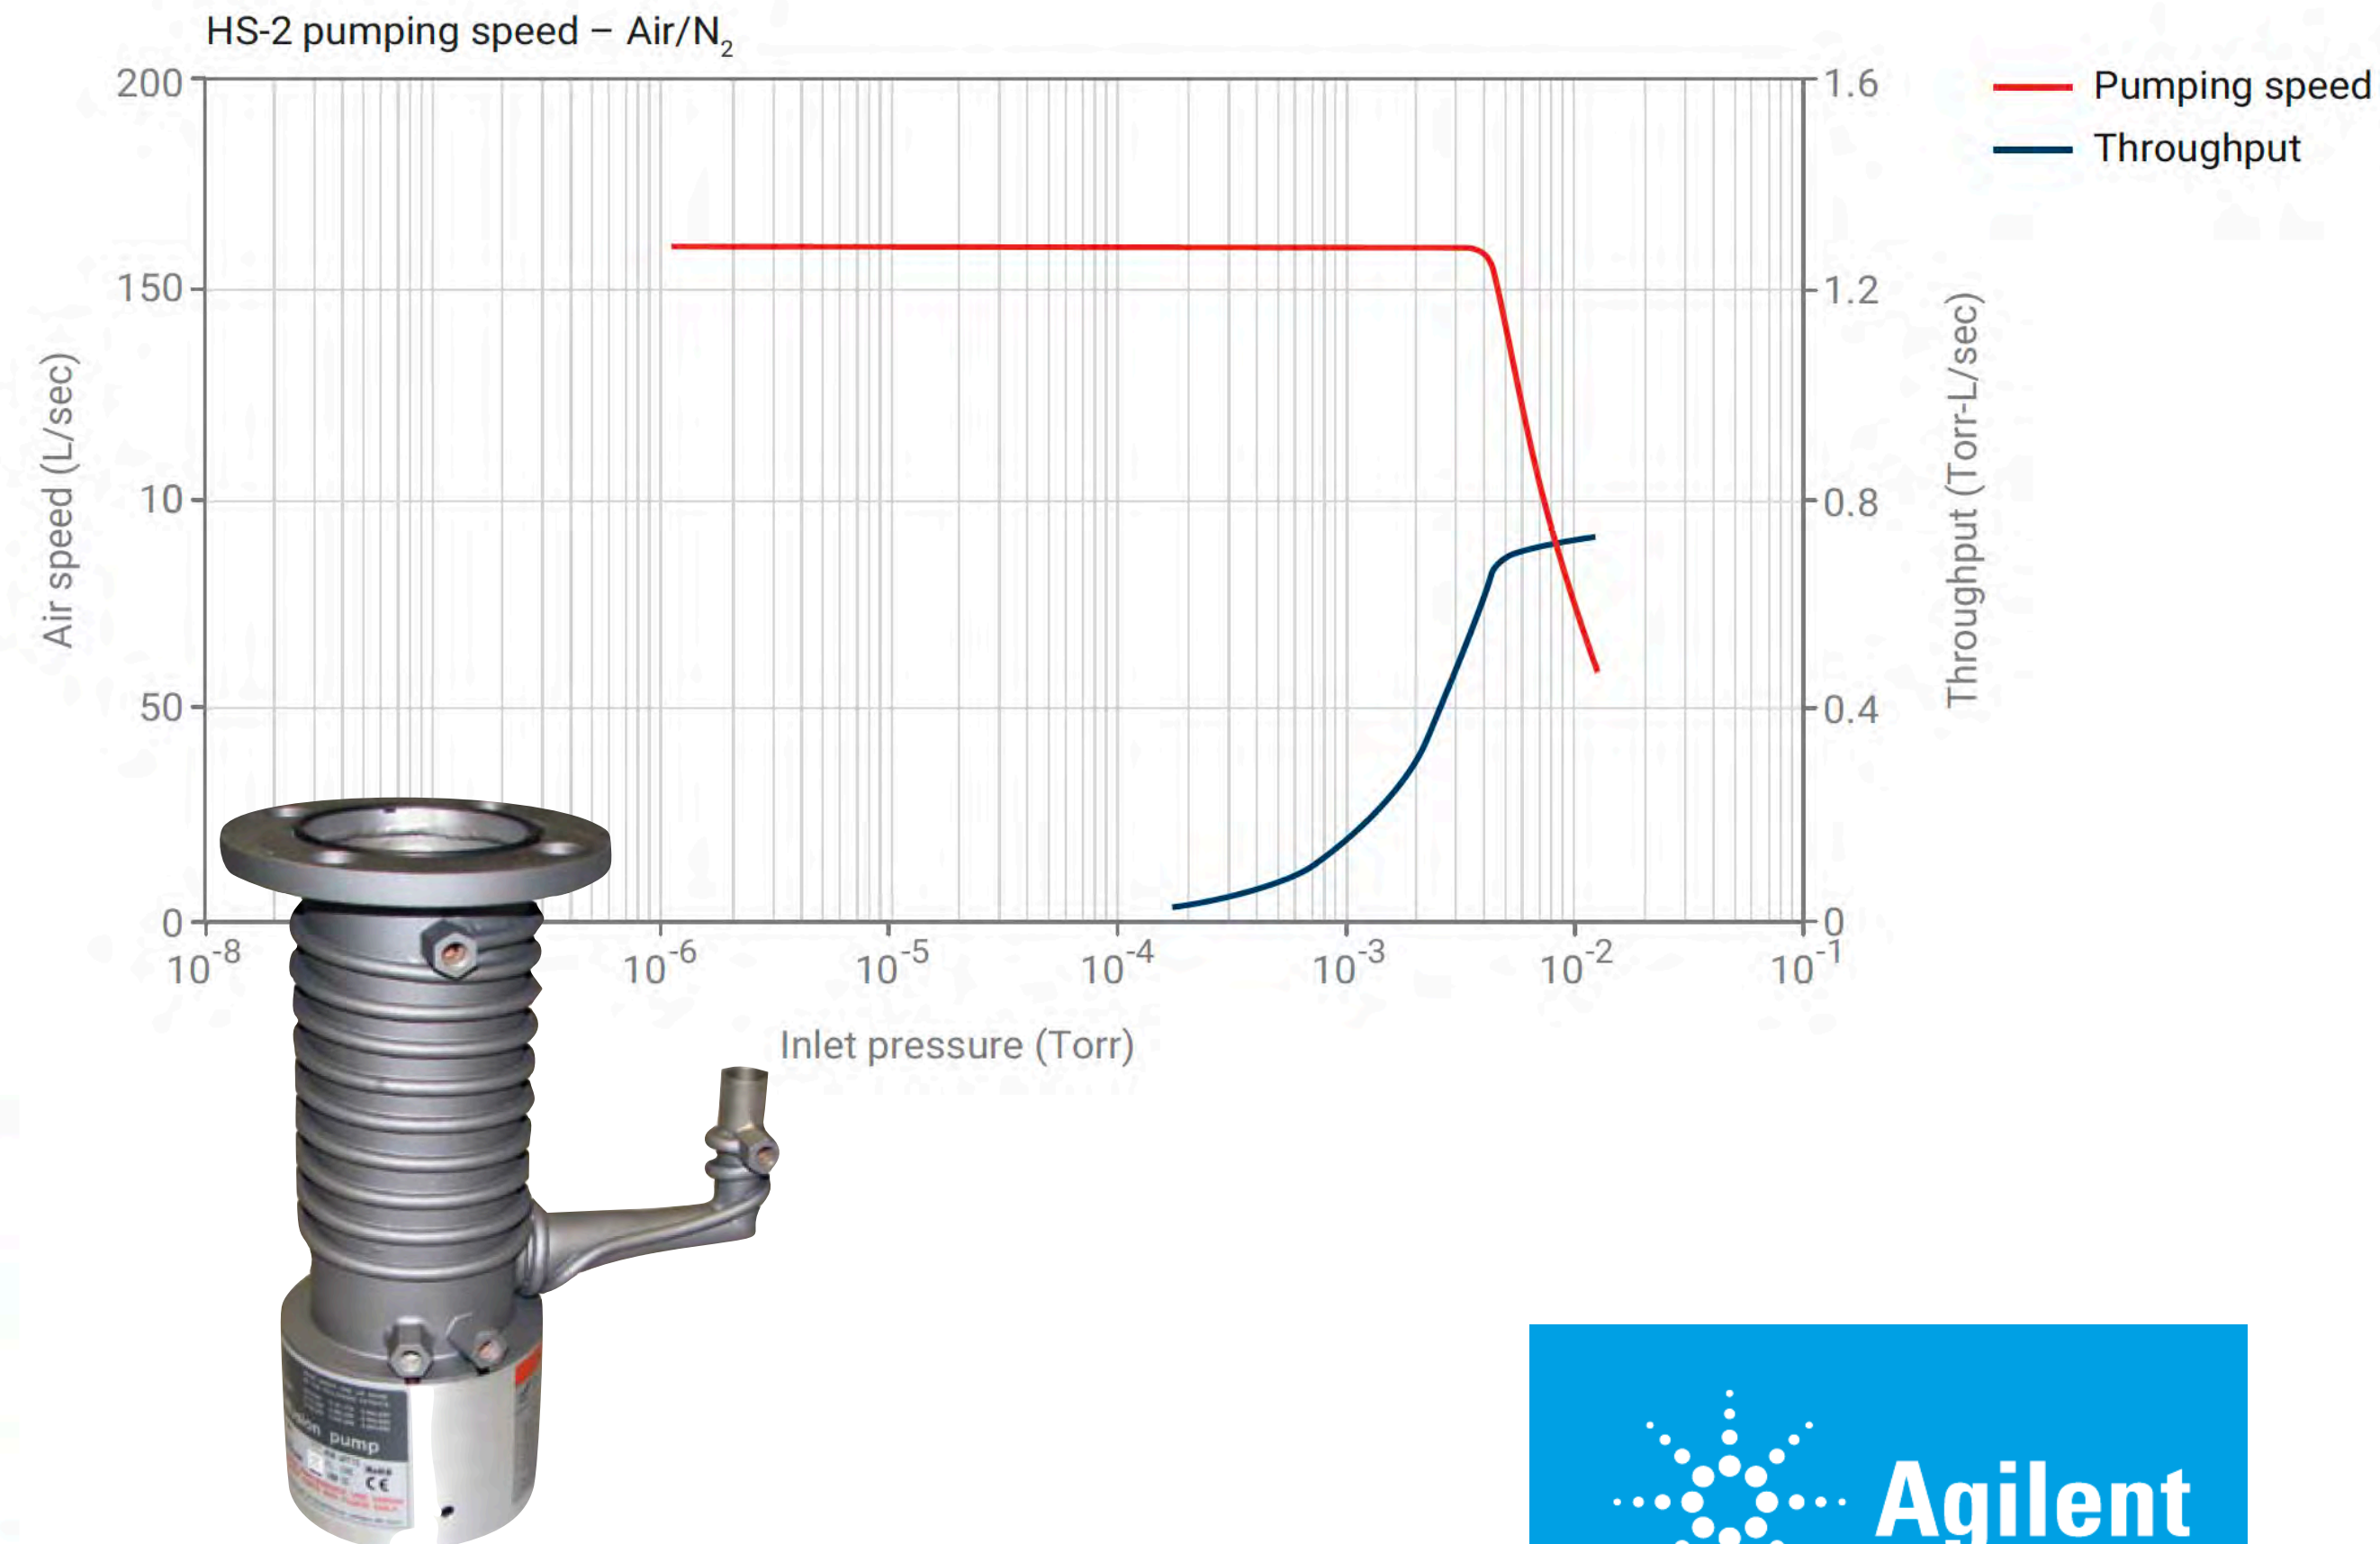 HS-2 pumping speed – Air/N₂
200
150
10
50
0
Air speed (L/sec)
1.6
1.2
0.8
0.4
0
Throughput (Torr-L/sec)
Pumping speed
Throughput
10⁻⁸
10⁻⁶
10⁻⁵
10⁻⁴
10⁻³
10⁻²
10⁻¹
Inlet pressure (Torr)
pump
CE
Agilent